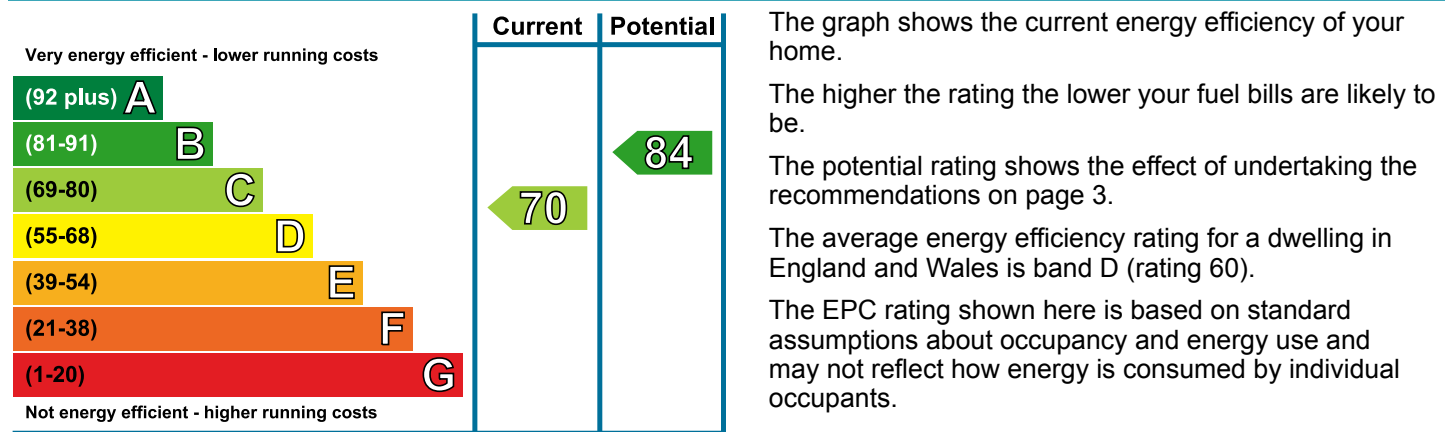 Current Potential
Very energy efficient - lower running costs
(92 plus) A
(81-91) B
(69-80) C
(55-68) D
(39-54) E
(21-38) F
(1-20) G
Not energy efficient - higher running costs
70
84
The graph shows the current energy efficiency of your
home.
The higher the rating the lower your fuel bills are likely to
be.
The potential rating shows the effect of undertaking the
recommendations on page 3.
The average energy efficiency rating for a dwelling in
England and Wales is band D (rating 60).
The EPC rating shown here is based on standard
assumptions about occupancy and energy use and
may not reflect how energy is consumed by individual
occupants.